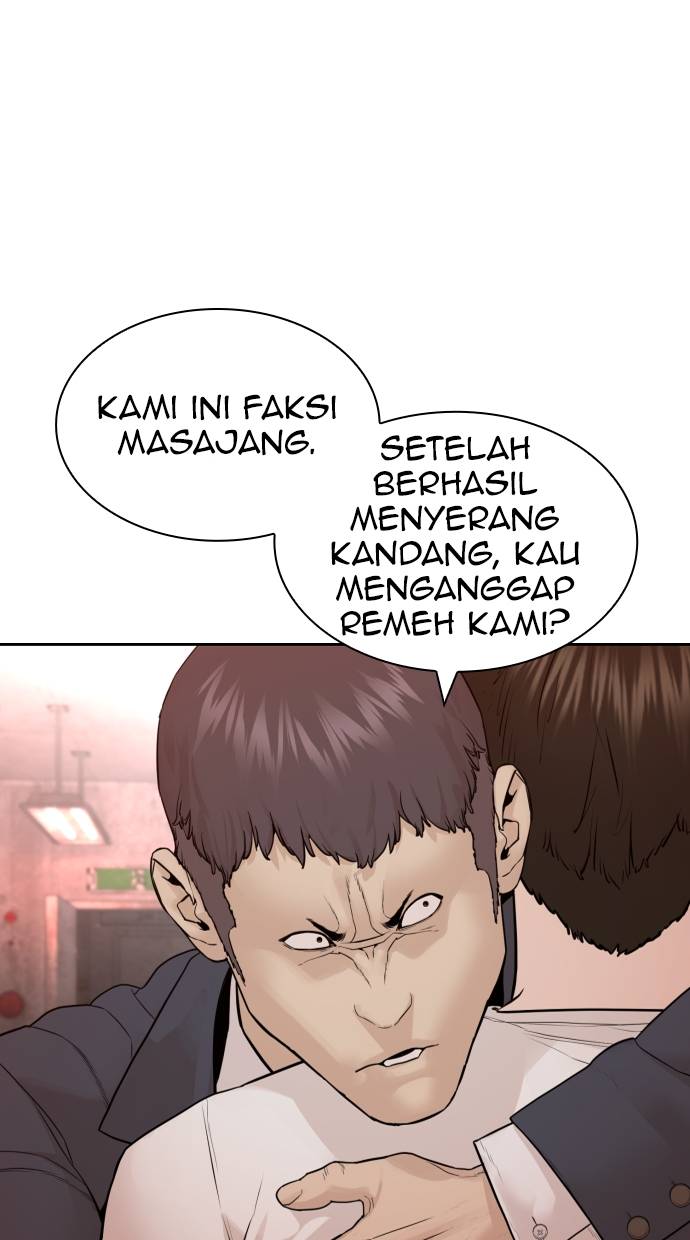 KAMI INI FAKSI
MASAJANG.
SETELAH
BERHASIL
MENYERANG
KANDANG, KAU
MENGANGGAP
REMEH KAMI?